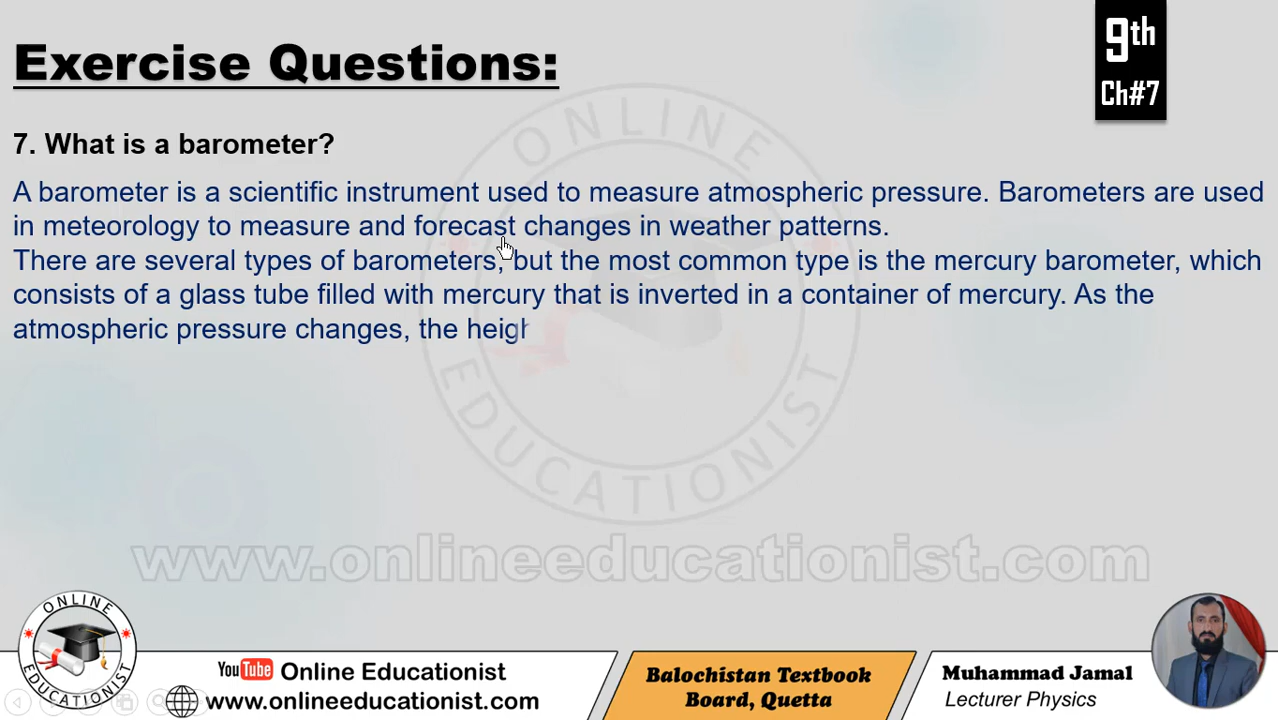 Exercise Questions:
9th
Ch#7
7. What is a barometer?
A barometer is a scientific instrument used to measure atmospheric pressure. Barometers are used
in meteorology to measure and forecast changes in weather patterns.
There are several types of barometers, but the most common type is the mercury barometer, which
consists of a glass tube filled with mercury that is inverted in a container of mercury. As the
atmospheric pressure changes, the heigh
ONLINE
EDUCATIONIST
www.onlineeducationist.com
ONLINE
EDUCATIONIST
YouTube Online Educationist
www.onlineeducationist.com
Balochistan Textbook
Board, Quetta
Muhammad Jamal
Lecturer Physics